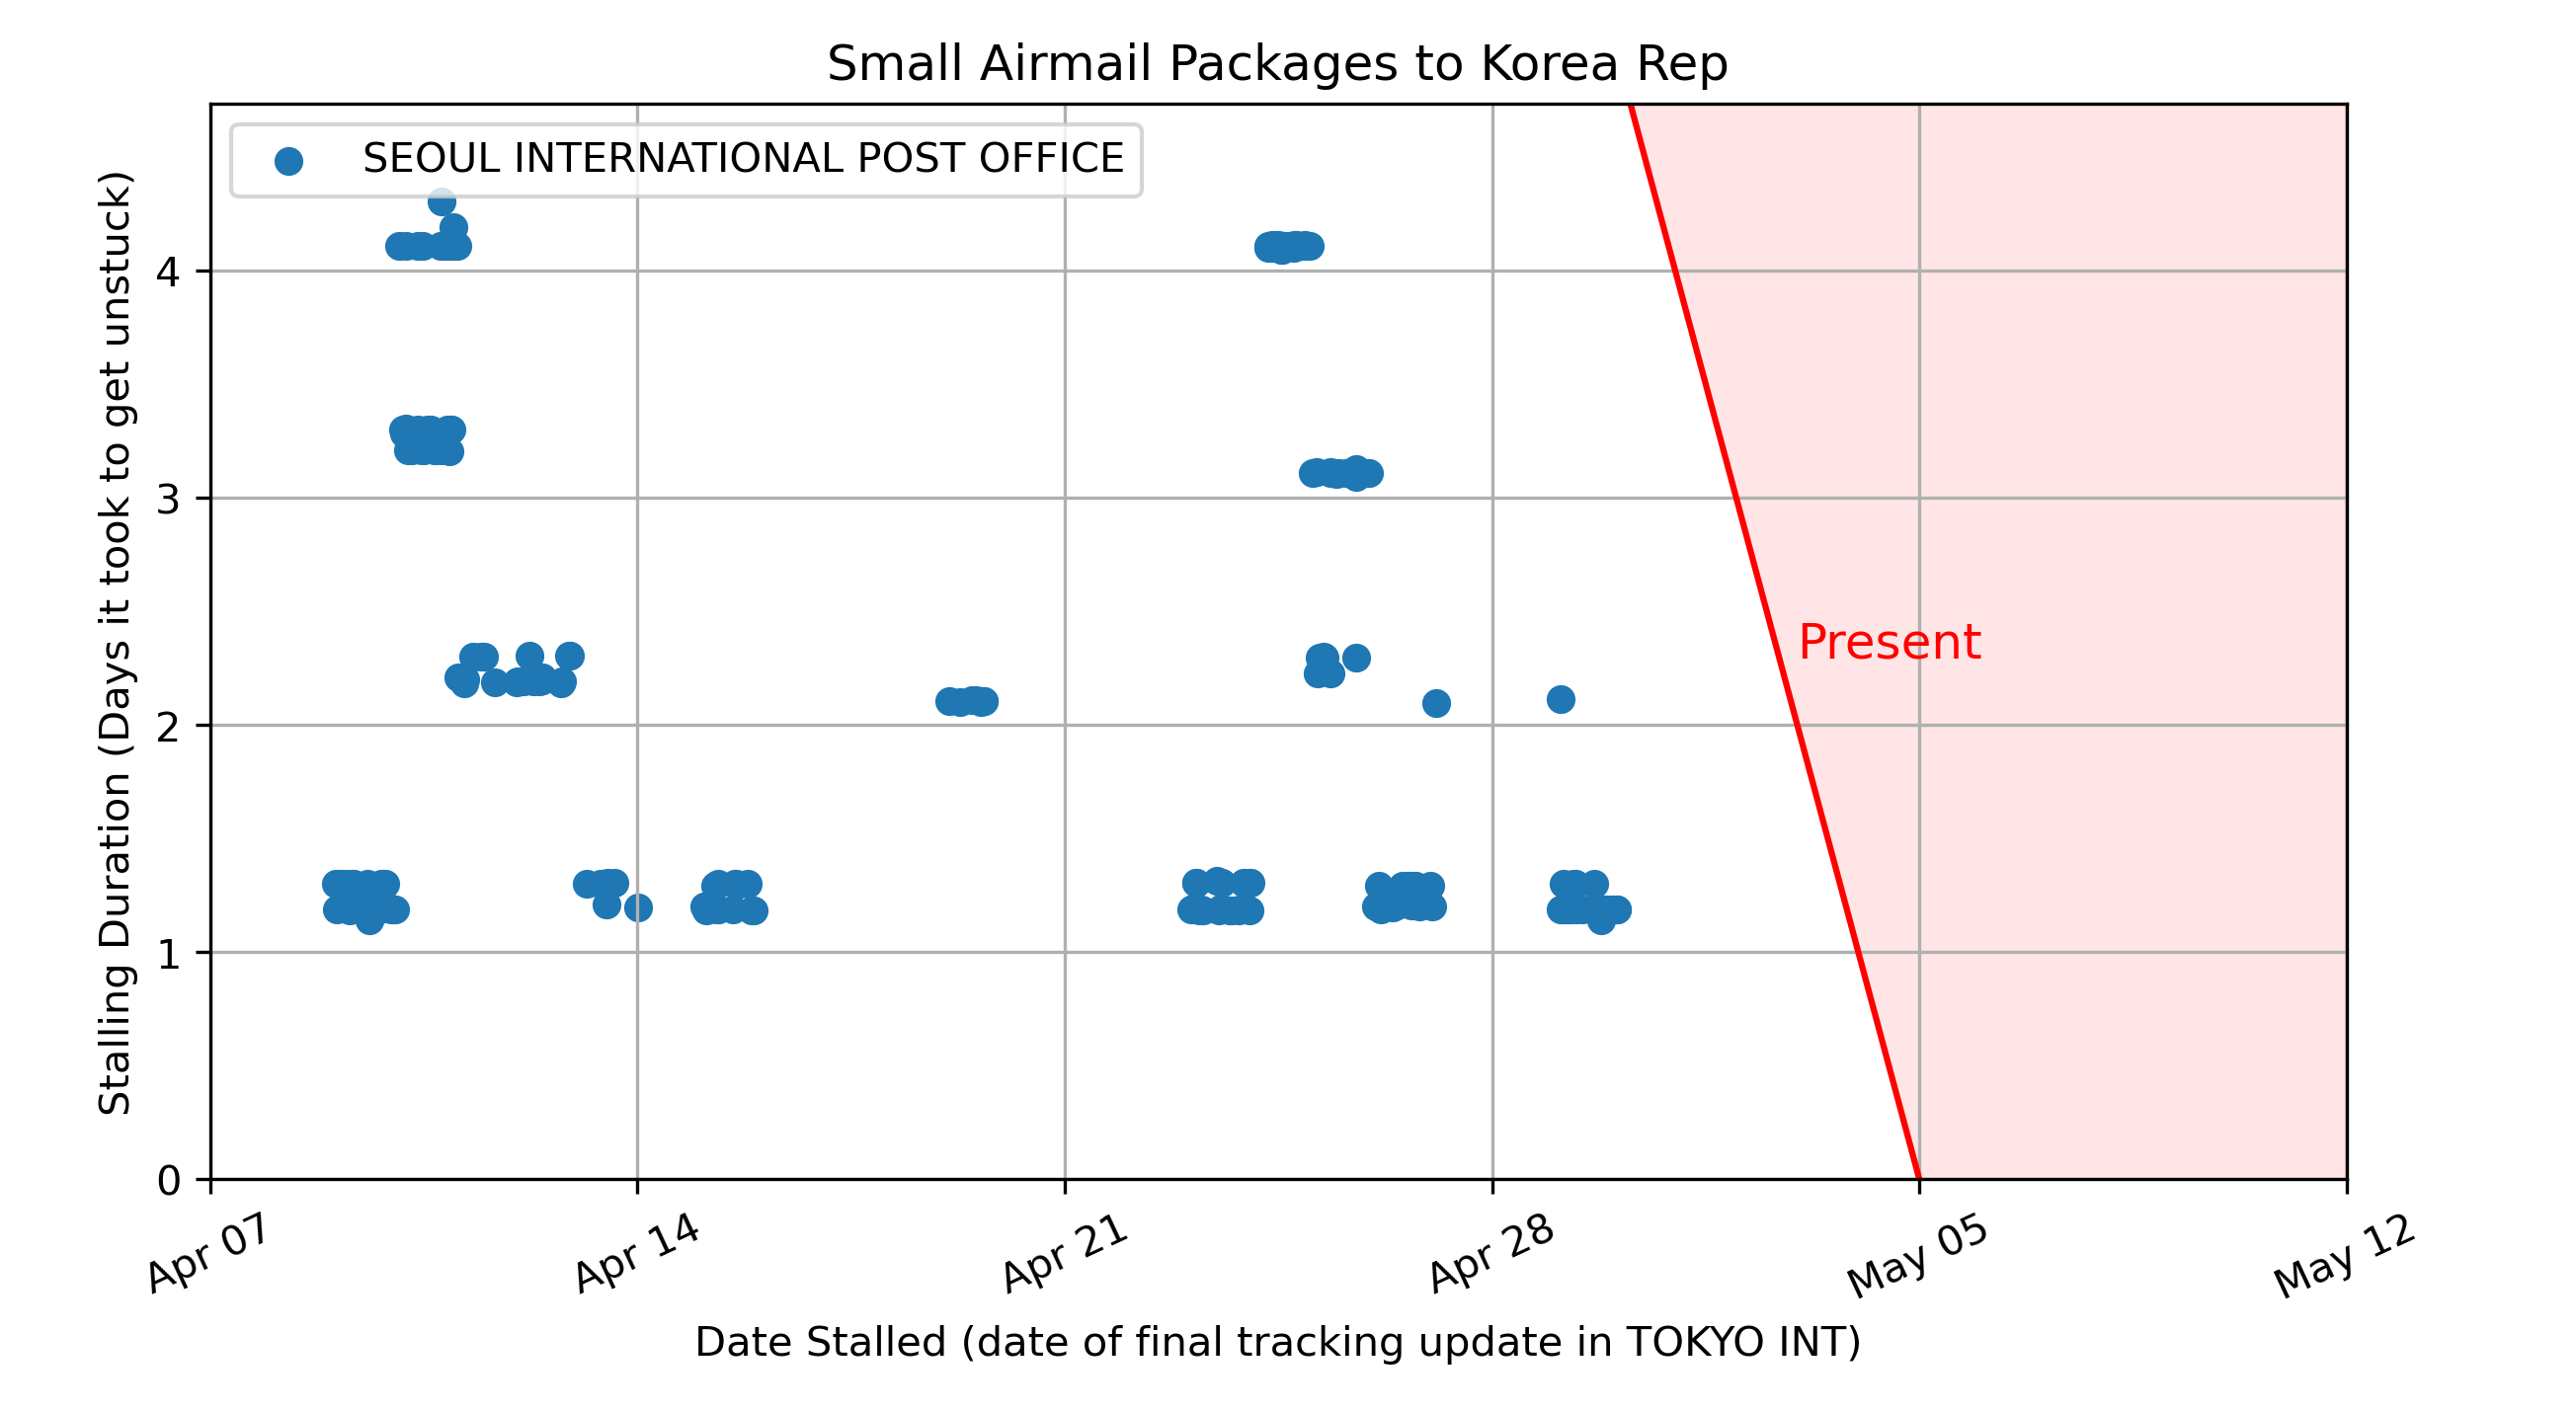 Small Airmail Packages to Korea Rep
SEOUL INTERNATIONAL POST OFFICE
Stalling Duration (Days it took to get unstuck)
4
3
2
1
0
Present
Apr 07
Apr 14
Apr 21
Apr 28
May 05
May 12
Date Stalled (date of final tracking update in TOKYO INT)